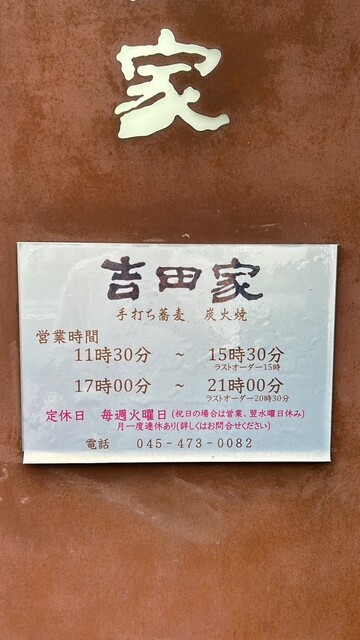 家
吉田家
手打ち蕎麦　炭火焼
営業時間
11時30分　～　15時30分
ラストオーダー15時
17時00分　～　21時00分
ラストオーダー20時30分
定休日　毎週火曜日(祝日の場合は営業、翌水曜日休み)
月一度連休あり(詳しくはお問合せください)
電話　045-473-0082